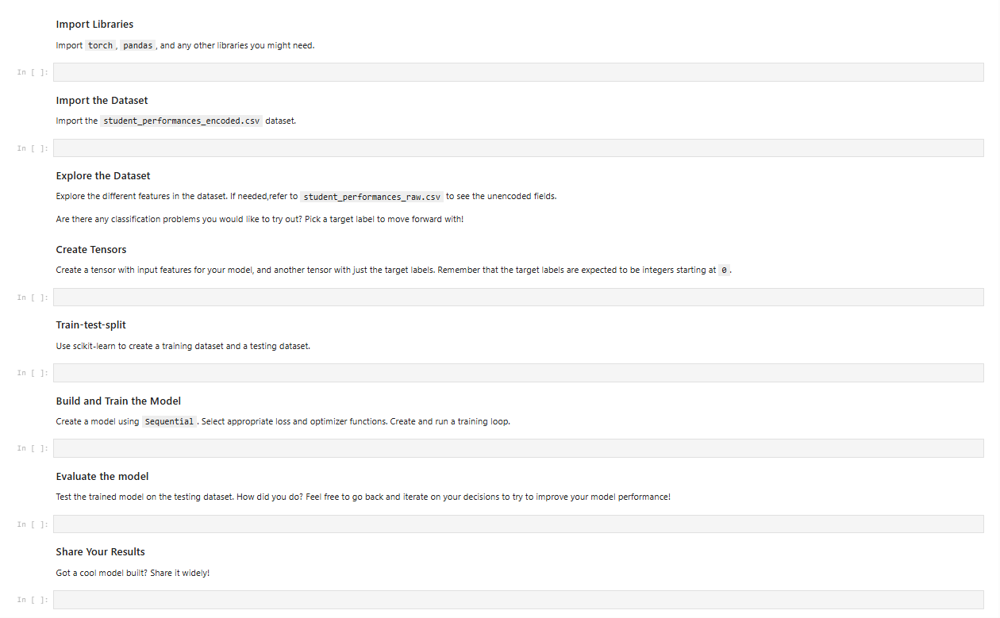 Import Libraries
Import torch, pandas, and any other libraries you might need.
In [ ]:
Import the Dataset
Import the student_performances_encoded.csv dataset.
In [ ]:
Explore the Dataset
Explore the different features in the dataset. If needed,refer to student_performances_raw.csv to see the unencoded fields.
Are there any classification problems you would like to try out? Pick a target label to move forward with!
Create Tensors
Create a tensor with input features for your model, and another tensor with just the target labels. Remember that the target labels are expected to be integers starting at 0.
In [ ]:
Train-test-split
Use scikit-learn to create a training dataset and a testing dataset.
In [ ]:
Build and Train the Model
Create a model using Sequential. Select appropriate loss and optimizer functions. Create and run a training loop.
In [ ]:
Evaluate the model
Test the trained model on the testing dataset. How did you do? Feel free to go back and iterate on your decisions to try to improve your model performance!
In [ ]:
Share Your Results
Got a cool model built? Share it widely!
In [ ]: